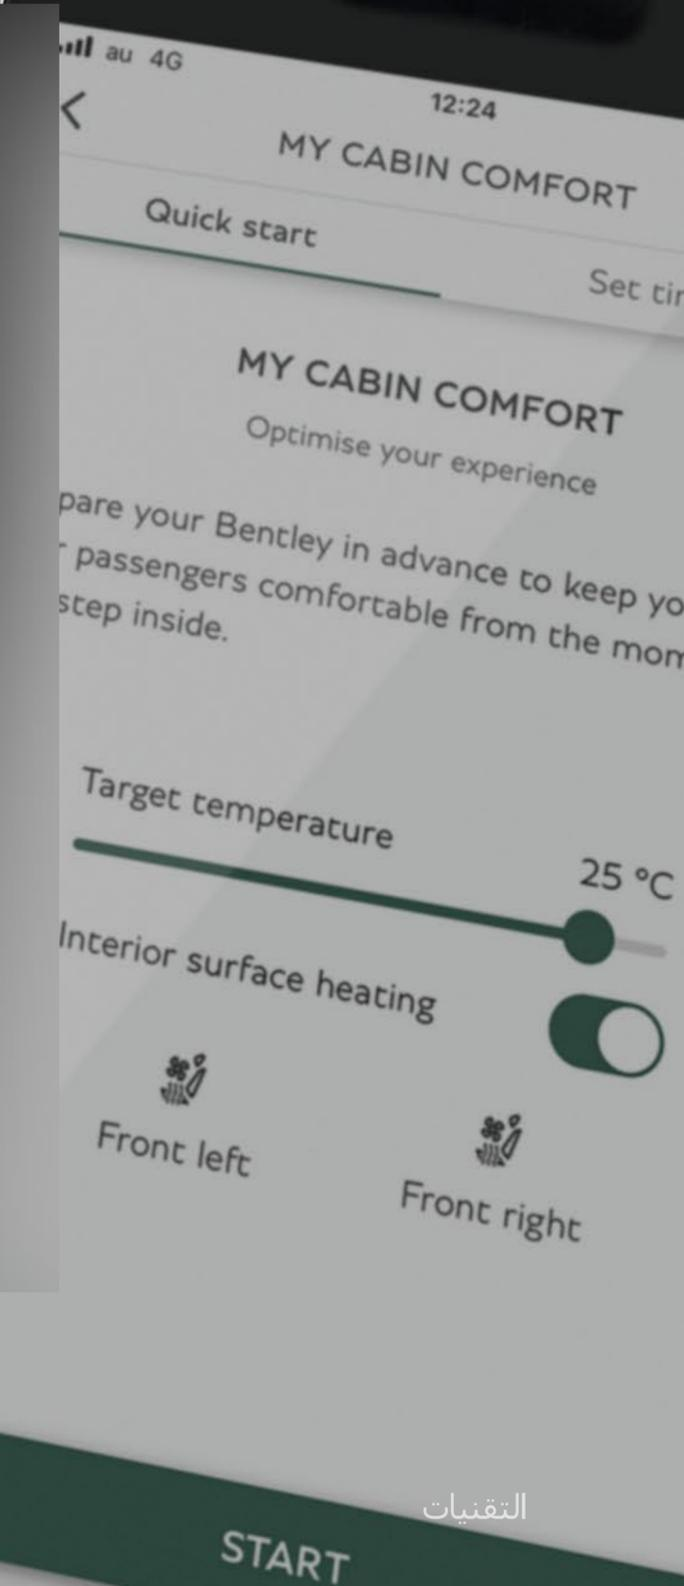 au 4G
12:24
MY CABIN COMFORT
Quick start
Set
MY CABIN COMFORT
Optimise your experience
your Bentley in advance to keep
passengers comfortable from the
step inside.
Target temperature
25 °C
Interior surface heating
Front left
Front right
التقنيات
START